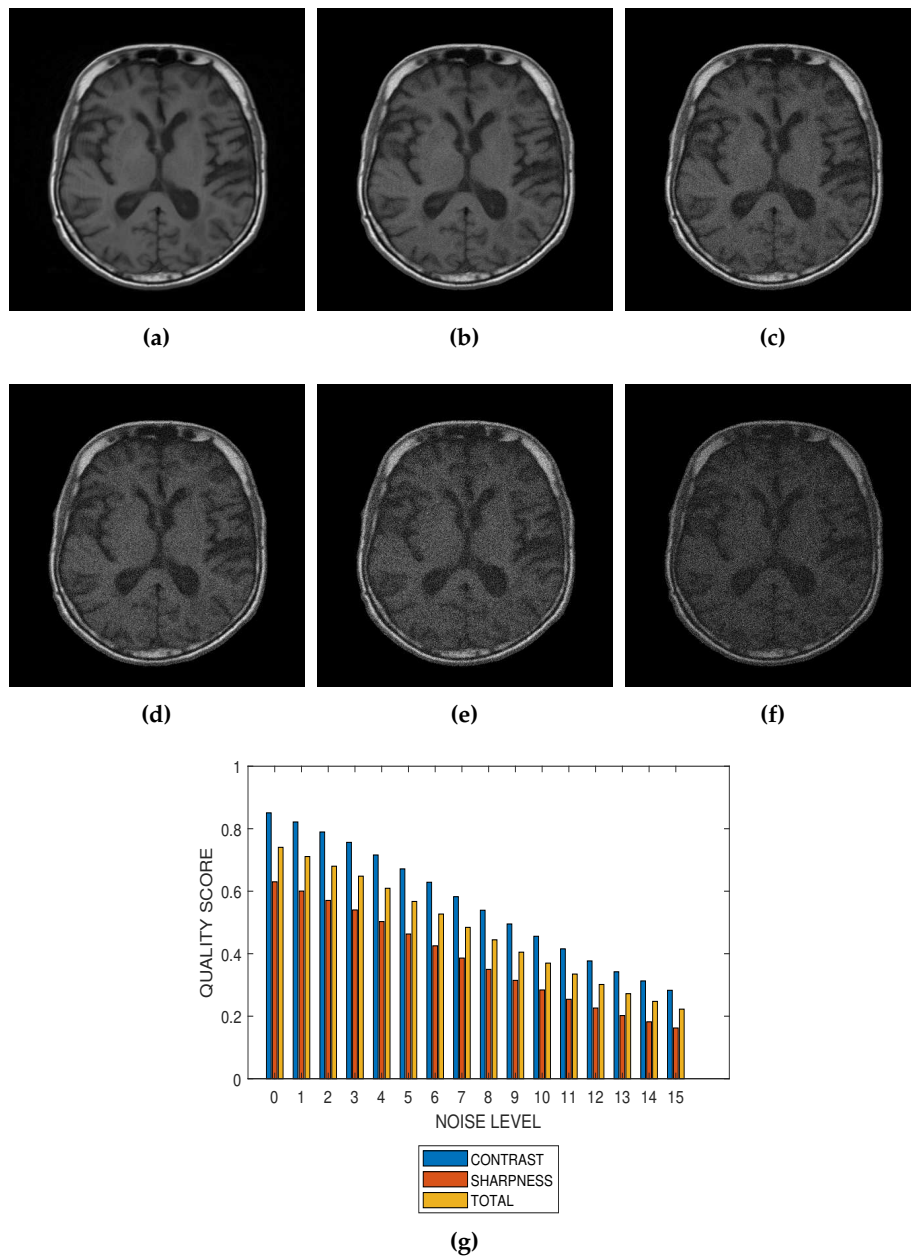 (a) (b) (c)
(d) (e) (f)
1
0.8
0.6
0.4
0.2
0
QUALITY SCORE
0 1 2 3 4 5 6 7 8 9 10 11 12 13 14 15
NOISE LEVEL
CONTRAST
SHARPNESS
TOTAL
(g)